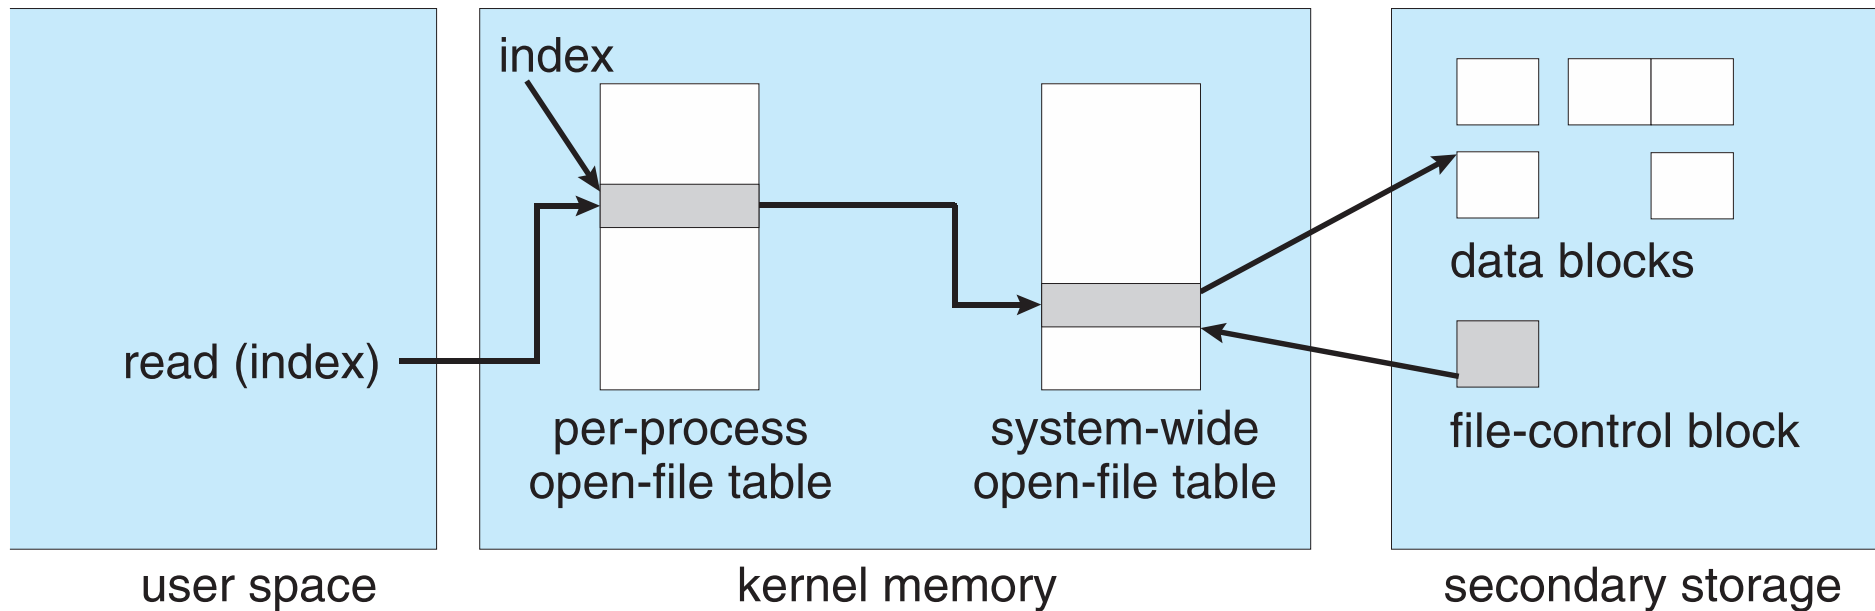 index
read (index)
per-process
open-file table
system-wide
open-file table
data blocks
file-control block
user space
kernel memory
secondary storage